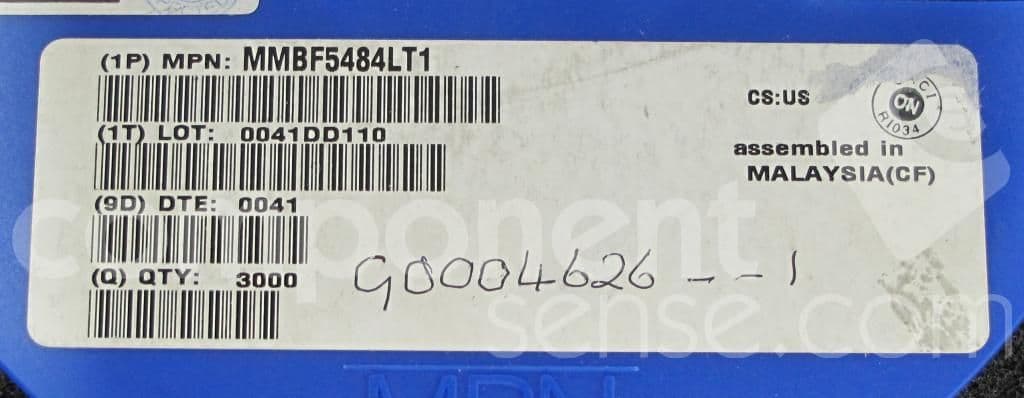 (1P) MPN: MMBF5484LT1
CS:US
ON
R1034
(1T) LOT: 0041DD110
assembled in
MALAYSIA(CF)
(9D) DTE: 0041
(Q) QTY: 3000
G0004626 -- 1
component
sense.com
MPN